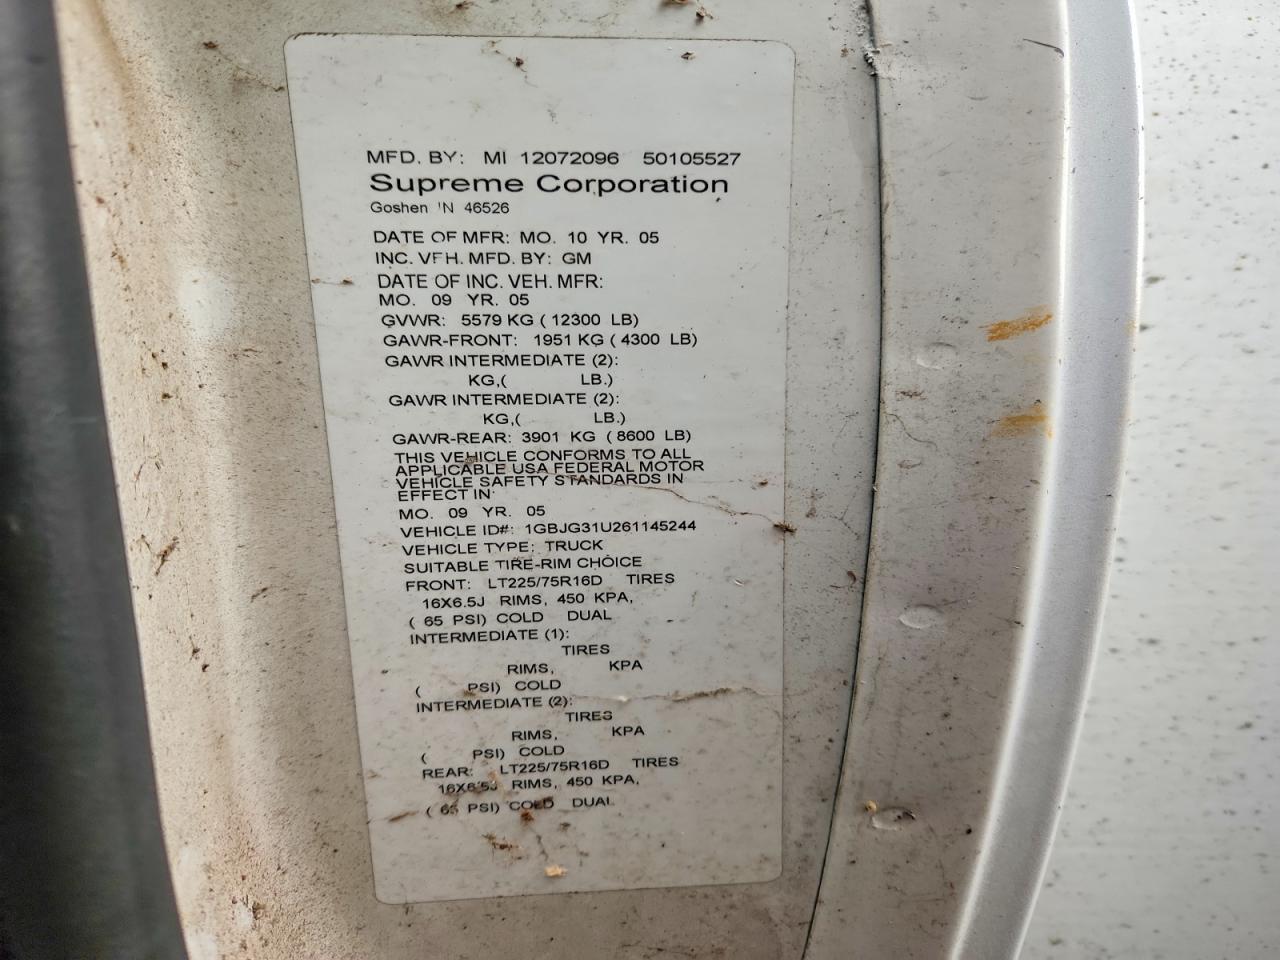 MFD. BY: MI 12072096 50105527
Supreme Corporation
Goshen IN 46526
DATE OF MFR: MO. 10 YR. 05
INC. VEH. MFD. BY: GM
DATE OF INC. VEH. MFR:
MO. 09 YR. 05
GVWR: 5579 KG ( 12300 LB)
GAWR-FRONT: 1951 KG ( 4300 LB)
GAWR INTERMEDIATE (2):
KG,( LB.)
GAWR INTERMEDIATE (2):
KG,( LB.)
GAWR-REAR: 3901 KG ( 8600 LB)
THIS VEHICLE CONFORMS TO ALL
APPLICABLE USA FEDERAL MOTOR
VEHICLE SAFETY STANDARDS IN
EFFECT IN
MO. 09 YR. 05
VEHICLE ID#: 1GBJG31U261145244
VEHICLE TYPE: TRUCK
SUITABLE TIRE-RIM CHOICE
FRONT: LT225/75R16D TIRES
16X6.5J RIMS, 450 KPA,
( 65 PSI) COLD DUAL
INTERMEDIATE (1):
TIRES
RIMS, KPA
( PSI) COLD
INTERMEDIATE (2):
TIRES
RIMS, KPA
( PSI) COLD
REAR: LT225/75R16D TIRES
16X6.5J RIMS, 450 KPA,
( 65 PSI) COLD DUAL